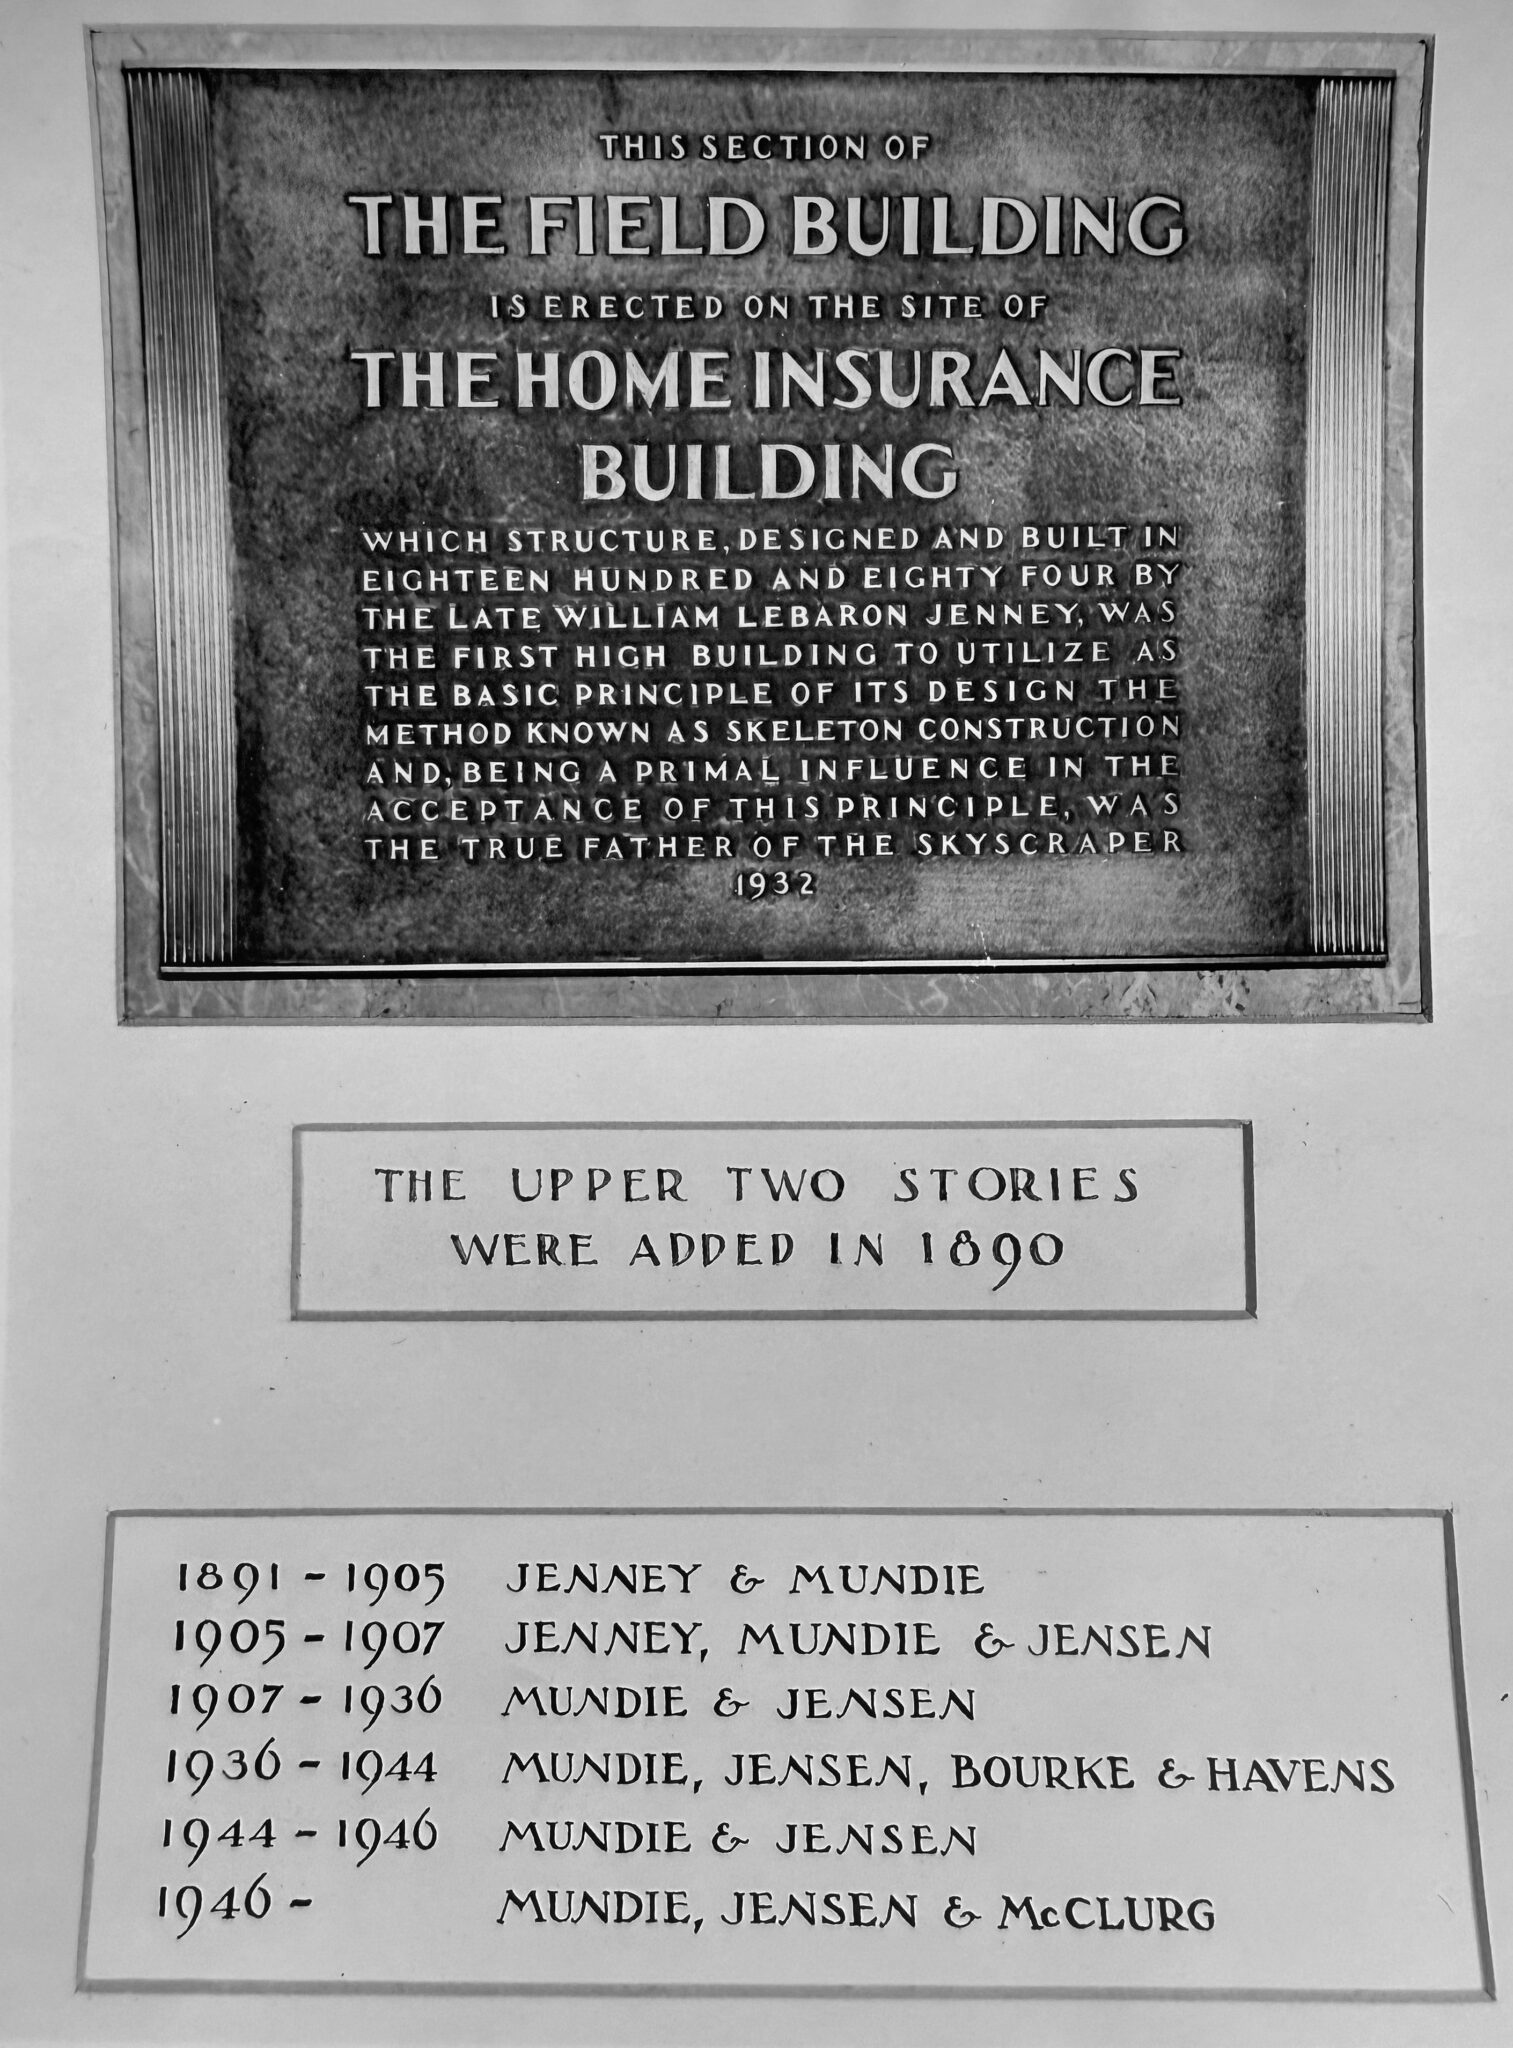 THIS SECTION OF
THE FIELD BUILDING
IS ERECTED ON THE SITE OF
THE HOME INSURANCE
BUILDING
WHICH STRUCTURE, DESIGNED AND BUILT IN
EIGHTEEN HUNDRED AND EIGHTY FOUR BY
THE LATE WILLIAM LEBARON JENNEY, WAS
THE FIRST HIGH BUILDING TO UTILIZE AS
THE BASIC PRINCIPLE OF ITS DESIGN THE
METHOD KNOWN AS SKELETON CONSTRUCTION
AND, BEING A PRIMAL INFLUENCE IN THE
ACCEPTANCE OF THIS PRINCIPLE, WAS
THE TRUE FATHER OF THE SKYSCRAPER
1932
THE UPPER TWO STORIES
WERE ADDED IN 1890
1891 - 1905 JENNEY & MUNDIE
1905 - 1907 JENNEY, MUNDIE & JENSEN
1907 - 1936 MUNDIE & JENSEN
1936 - 1944 MUNDIE, JENSEN, BOURKE & HAVENS
1944 - 1946 MUNDIE & JENSEN
1946 - MUNDIE, JENSEN & McCLURG